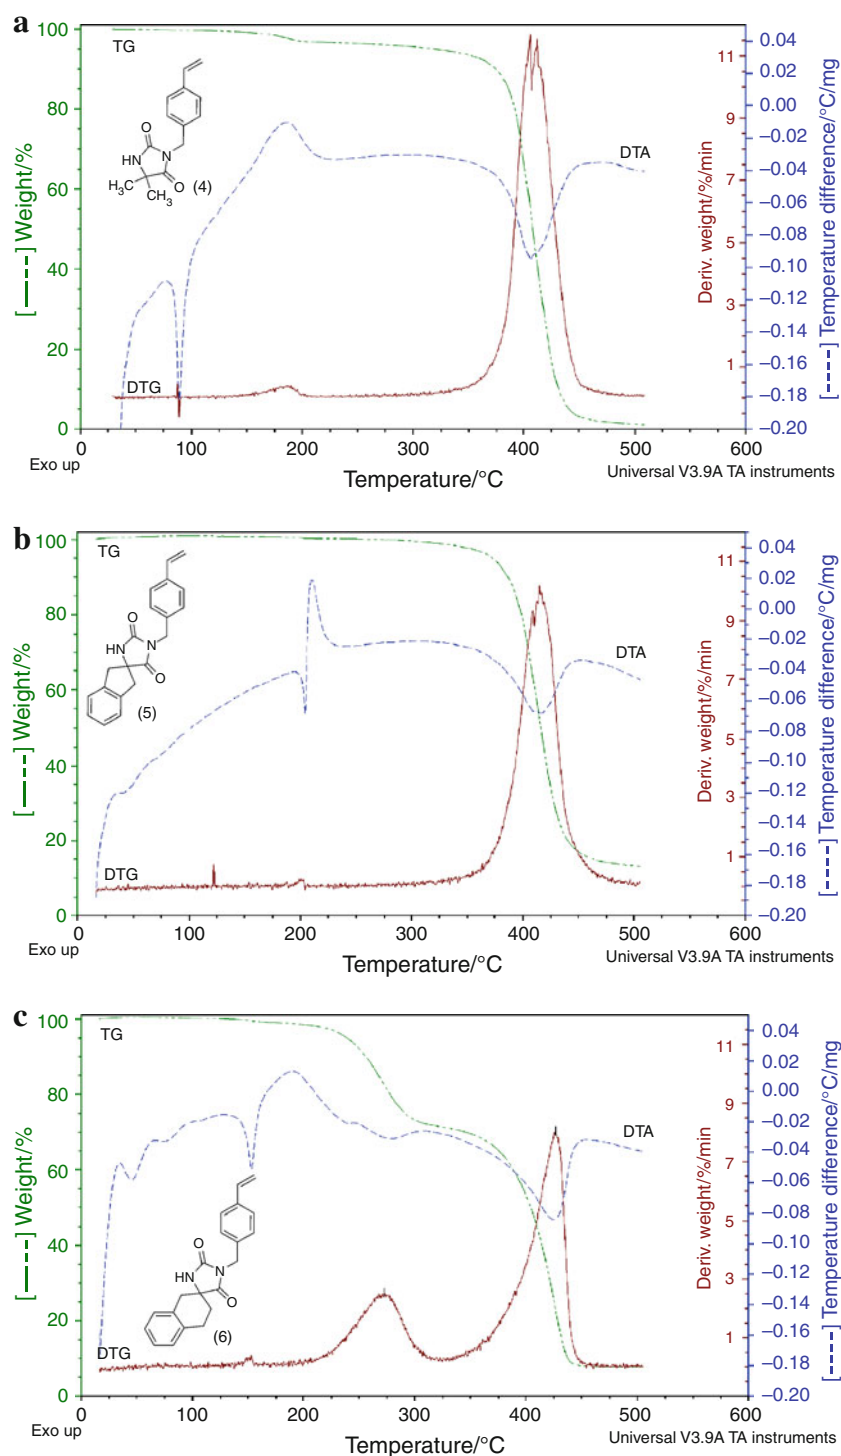 a
100
80
60
40
20
0
[—---] Weight/%
TG
DTG
DTA
O
HN
N
O
H3C
CH3
(4)
11
9
7
5
3
1
Deriv. weight/%/min
0.04
0.04
0.00
−0.00
−0.04
−0.06
−0.08
−0.10
−0.12
−0.14
−0.16
−0.18
−0.20
[----] Temperature difference/°C/mg
0
100
200
300
400
500
600
Exo up
Temperature/°C
Universal V3.9A TA instruments
b
100
80
60
40
20
0
[—---] Weight/%
TG
DTG
DTA
O
HN
N
O
(5)
11
9
7
5
3
1
Deriv. weight/%/min
0.04
0.02
0.00
−0.02
−0.04
−0.06
−0.08
−0.10
−0.12
−0.14
−0.16
−0.18
−0.20
[----] Temperature difference/°C/mg
0
100
200
300
400
500
600
Exo up
Temperature/°C
Universal V3.9A TA instruments
c
100
80
60
40
20
0
[—---] Weight/%
TG
DTG
DTA
O
HN
N
O
(6)
11
9
7
5
3
1
Deriv. weight/%/min
0.04
0.02
0.00
−0.02
−0.04
−0.06
−0.08
−0.10
−0.12
−0.14
−0.16
−0.18
−0.20
[----] Temperature difference/°C/mg
0
100
200
300
400
500
600
Exo up
Temperature/°C
Universal V3.9A TA instruments